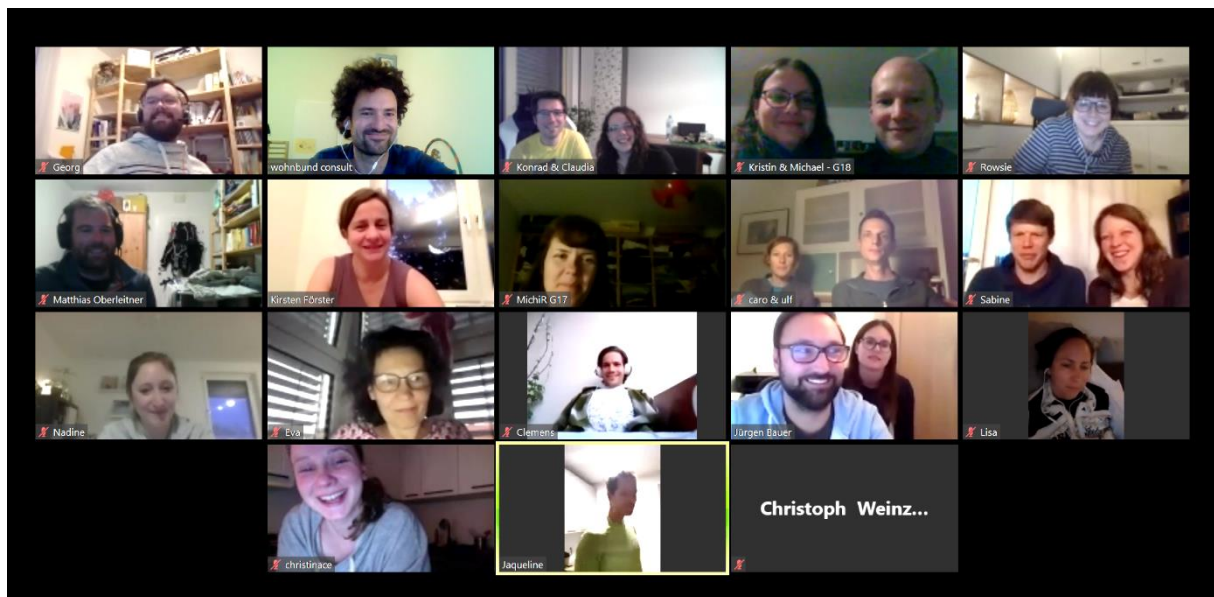 Georg
wohnbund consult
Konrad & Claudia
Kristin & Michael - G18
Rowsie
Matthias Oberleitner
Kirsten Förster
MichiR G17
caro & ulf
Sabine
Nadine
Eva
Clemens
Jürgen Bauer
Lisa
christinace
Jaqueline
Christoph Weinz...